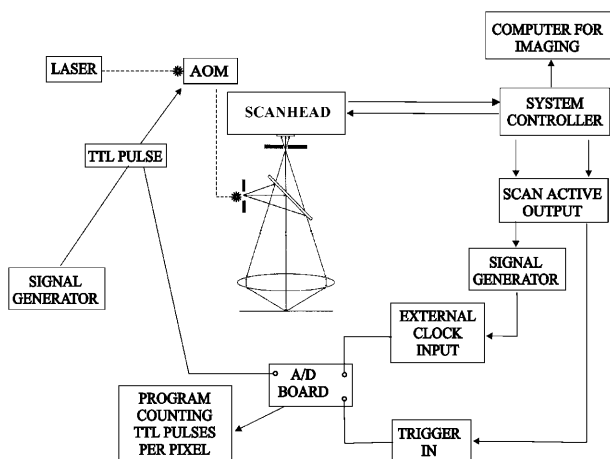 COMPUTER FOR
IMAGING
LASER
AOM
SCANHEAD
SYSTEM
CONTROLLER
TTL PULSE
SCAN ACTIVE
OUTPUT
SIGNAL
GENERATOR
SIGNAL
GENERATOR
EXTERNAL
CLOCK
INPUT
A/D
BOARD
PROGRAM
COUNTING
TTL PULSES
PER PIXEL
TRIGGER
IN